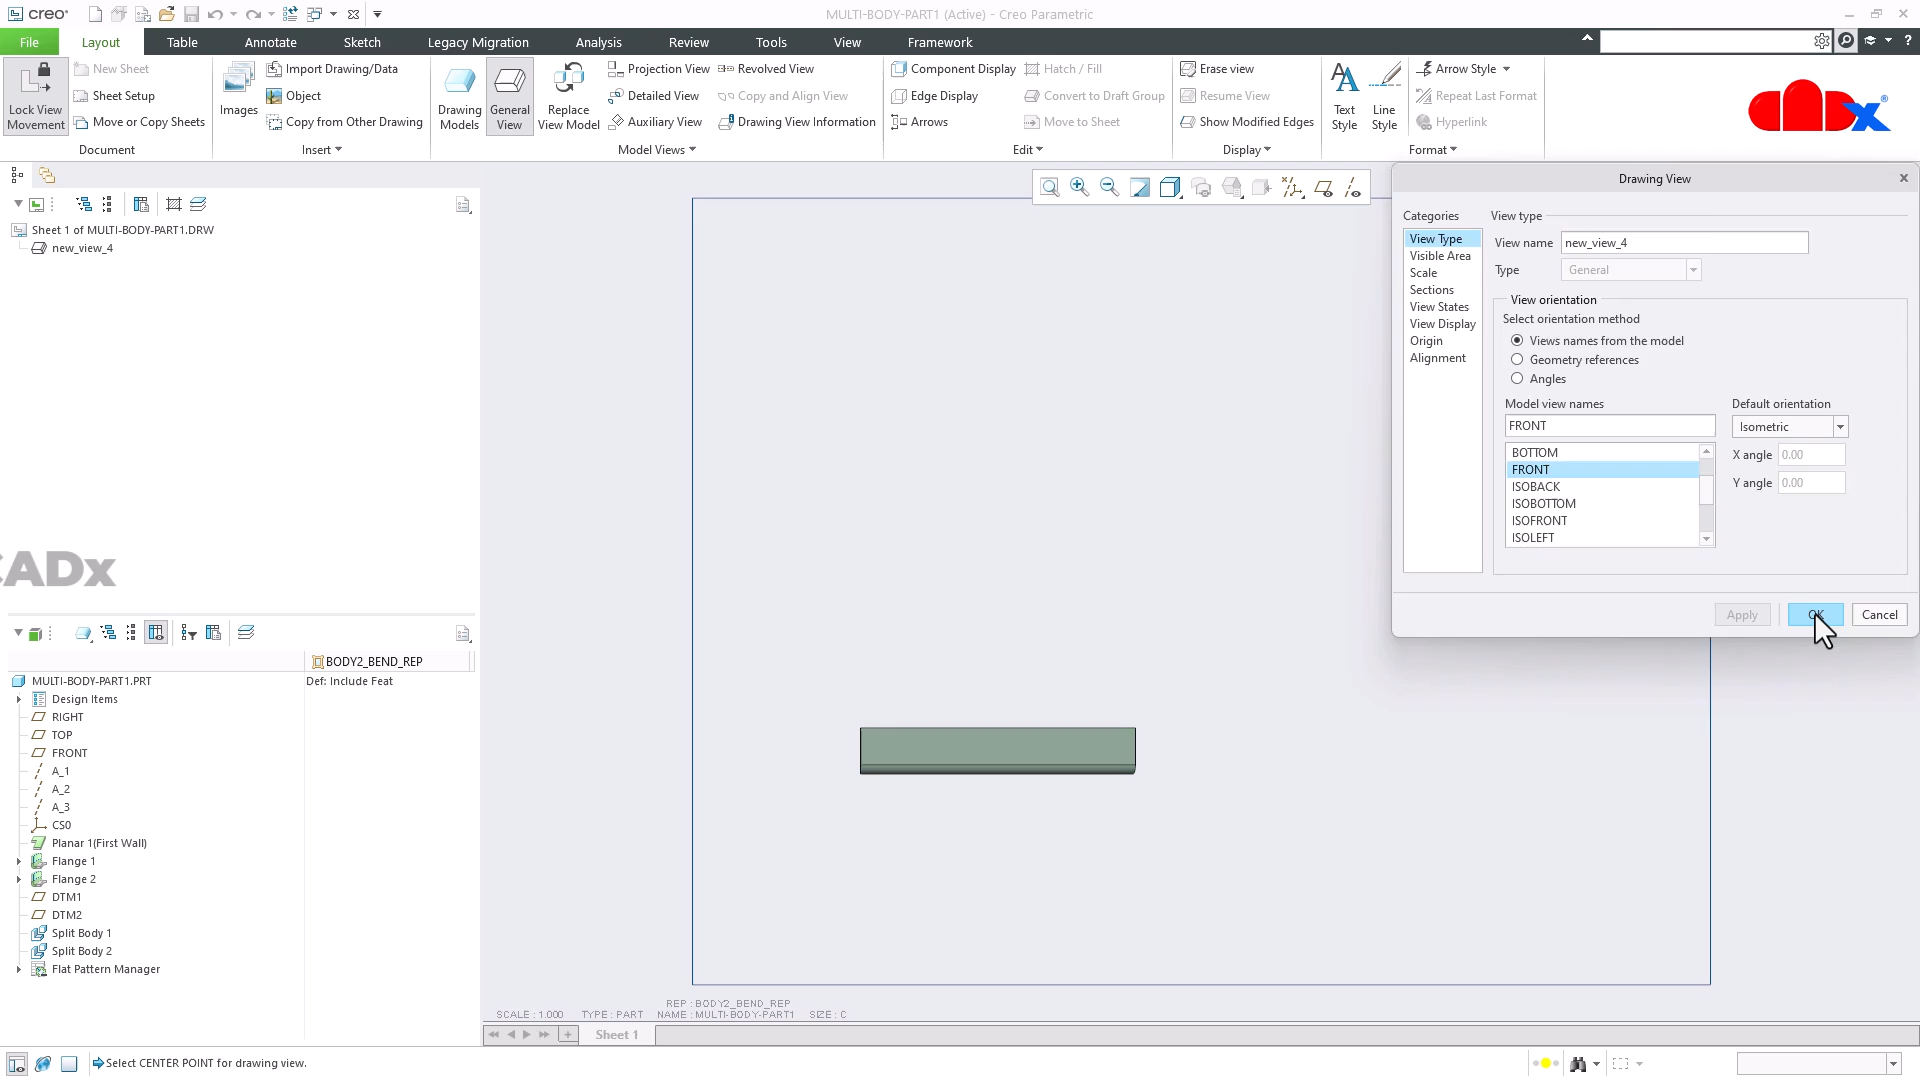 creo
MULTI-BODY-PART1 (Active) - Creo Parametric
File
Layout
Table
Annotate
Sketch
Legacy Migration
Analysis
Review
Tools
View
Framework
?
Lock View
Movement
New Sheet
Sheet Setup
Move or Copy Sheets
Document
Images
Import Drawing/Data
Object
Copy from Other Drawing
Insert
Drawing
Models
General
View
Replace
View Model
Projection View
Detailed View
Auxiliary View
Revolved View
Copy and Align View
Drawing View Information
Model Views
Component Display
Edge Display
Arrows
Hatch / Fill
Convert to Draft Group
Move to Sheet
Edit
Erase view
Resume View
Show Modified Edges
Display
Text
Style
Line
Style
Arrow Style
Repeat Last Format
Hyperlink
Format
CADx®
Sheet 1 of MULTI-BODY-PART1.DRW
new_view_4
CADx
BODY2_BEND_REP
MULTI-BODY-PART1.PRT
Def: Include Feat
Design Items
RIGHT
TOP
FRONT
A_1
A_2
A_3
CS0
Planar 1(First Wall)
Flange 1
Flange 2
DTM1
DTM2
Split Body 1
Split Body 2
Flat Pattern Manager
Drawing View
Categories
View Type
Visible Area
Scale
Sections
View States
View Display
Origin
Alignment
View type
View name new_view_4
Type General
View orientation
Select orientation method
Views names from the model
Geometry references
Angles
Model view names
FRONT
BOTTOM
FRONT
ISOBACK
ISOBOTTOM
ISOFRONT
ISOLEFT
Default orientation
Isometric
X angle 0.00
Y angle 0.00
Apply
OK
Cancel
REP : BODY2_BEND_REP
SCALE : 1.000 TYPE : PART NAME : MULTI-BODY-PART1 SIZE : C
Sheet 1
Select CENTER POINT for drawing view.